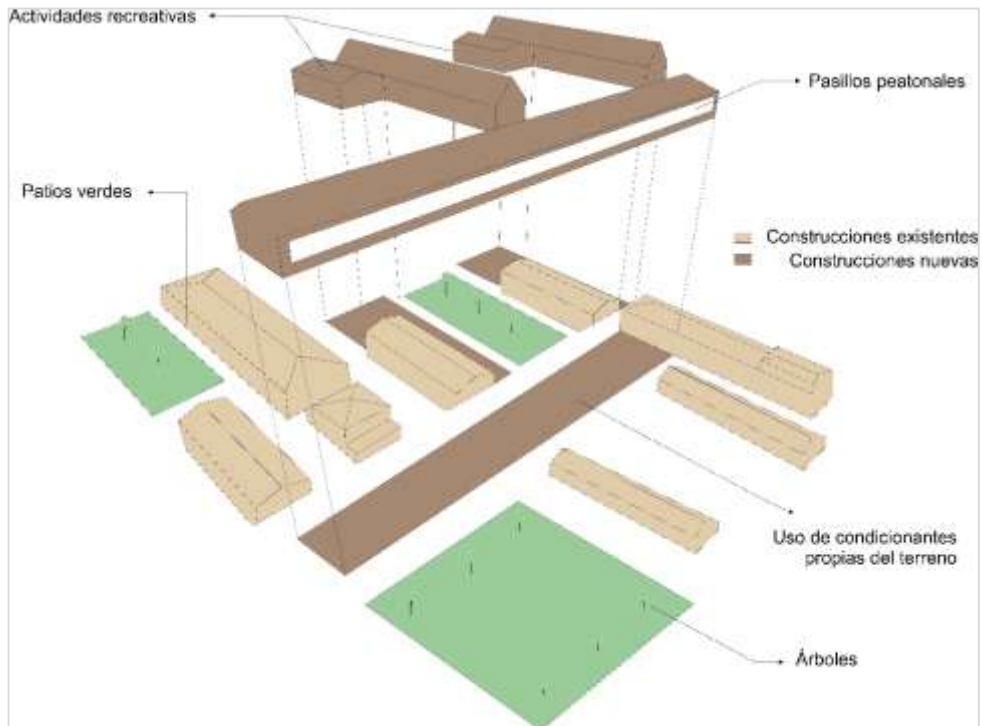 Actividades recreativas
Pasillos peatonales
Patios verdes
Construcciones existentes
Construcciones nuevas
Uso de condicionantes
propias del terreno
Árboles